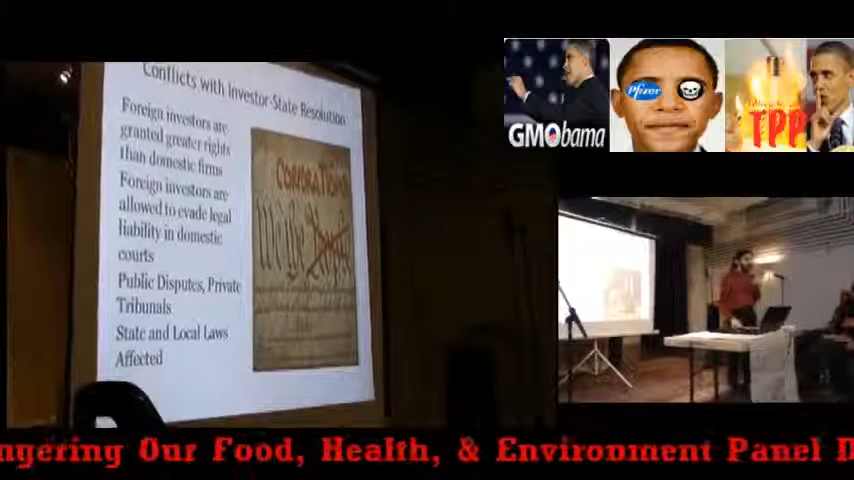 Conflicts with Investor-State Resolution
Foreign investors are
granted greater rights
than domestic firms
Foreign investors are
allowed to evade legal
liability in domestic
courts
Public Disputes, Private
Tribunals
State and Local Laws
Affected
CORPORATIONS
We the People
GMObama
Pfizer
TPP
ngering Our Food, Health, & Environment Panel D